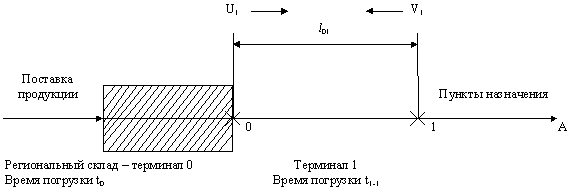 U₁ V₁
l₀₁
Поставка
продукции
Пункты назначения
0 1 A
Региональный склад – терминал 0
Время погрузки t₀
Терминал 1
Время погрузки t₁₋₁